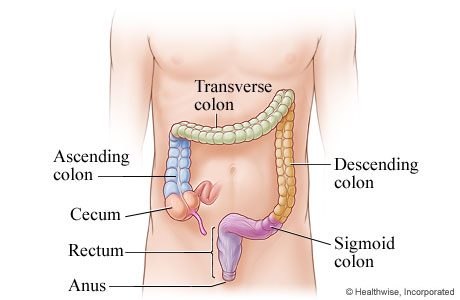 Transverse
colon
Ascending
colon
Descending
colon
Cecum
Rectum
Sigmoid
colon
Anus
© Healthwise, Incorporated